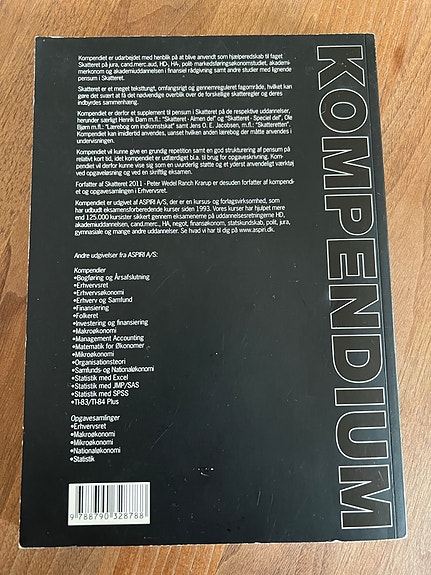 Kompendiet er udarbejdet med henblik på at blive anvendt som hjælperedskab til faget
Skatteret på jura, cand.merc.aud, HD-, HA-, polit- markedsføringsøkonomstudiet, akademi-
merkonom og akademiuddannelsen i finansiel rådgivning samt andre studier med lignende
pensum i Skatteret.
Skatteret er et meget teksttungt, omfangsrigt og gennemreguleret fagområde, hvilket kan
gøre det svært at få det nødvendige overblik over de forskellige skatteregler og deres
indbyrdes sammenhæng.
Kompendiet er derfor et supplement til pensum i Skatteret på de respektive uddannelser,
herunder særligt Henrik Dam m.fl.: "Skatteret - Almen del" og "Skatteret - Speciel del", Ole
Bjørn m.fl.: "Lærebog om indkomstskat" samt Jens O. E. Jacobsen, m.fl.: "Skatteretten".
Kompendiet kan imidlertid anvendes, uanset hvilken anden lærebog der måtte anvendes i
undervisningen.
Kompendiet vil kunne give en grundig repetition samt en god strukturering af pensum på
relativt kort tid, idet kompendiet er udfærdiget bl.a. til brug for opgaveskrivning. Kom-
pendiet vil derfor kunne vise sig som en uvurderlig støtte og et yderst anvendeligt værktøj
ved opgaveløsning og ved en skriftlig eksamen.
Forfatter af Skatteret 2011 - Peter Wedel Ranch Krarup er desuden forfatter af kompendi-
et og opgavesamlingen i Erhvervsret.
Kompendiet er udgivet af ASPIRI A/S, der er en kursus- og forlagsvirksomhed, som
har udbudt eksamensforberedende kurser siden 1993. Vores kurser har hjulpet mere
end 125.000 kursister sikkert gennem eksamenerne på uddannelsesretningerne HD,
akademiuddannelsen, cand.merc., HA, negot, finansøkonom, statskundskab, polit, jura,
gymnasiale og mange andre uddannelser. Se hvad vi har til dig på www.aspiri.dk.
Andre udgivelser fra ASPIRI A/S:
Kompendier
•Bogføring og Årsafslutning
•Erhvervsret
•Erhvervsøkonomi
•Erhverv og Samfund
•Finansiering
•Folkeret
•Investering og finansiering
•Makroøkonomi
•Management Accounting
•Matematik for Økonomer
•Mikroøkonomi
•Organisationsteori
•Samfunds- og Nationaløkonomi
•Statistik med Excel
•Statistik med JMP/SAS
•Statistik med SPSS
•TI-83/TI-84 Plus
Opgavesamlinger
•Erhvervsret
•Makroøkonomi
•Mikroøkonomi
•Nationaløkonomi
•Statistik
9 788790 328788
KOMPENDIUM